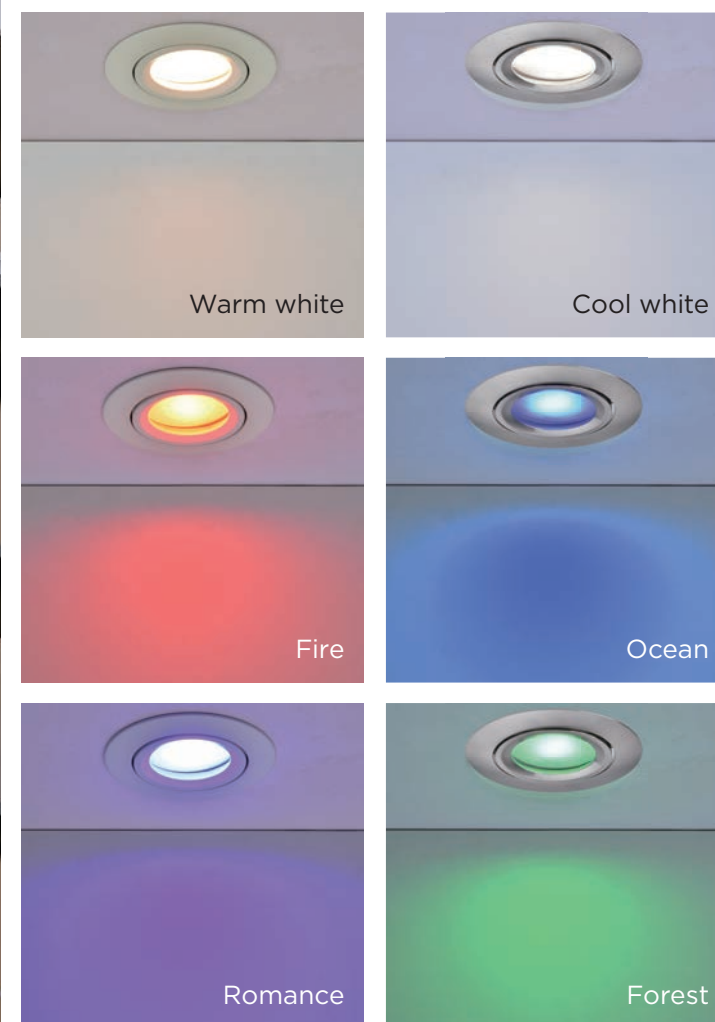 Warm white
Cool white
Fire
Ocean
Romance
Forest